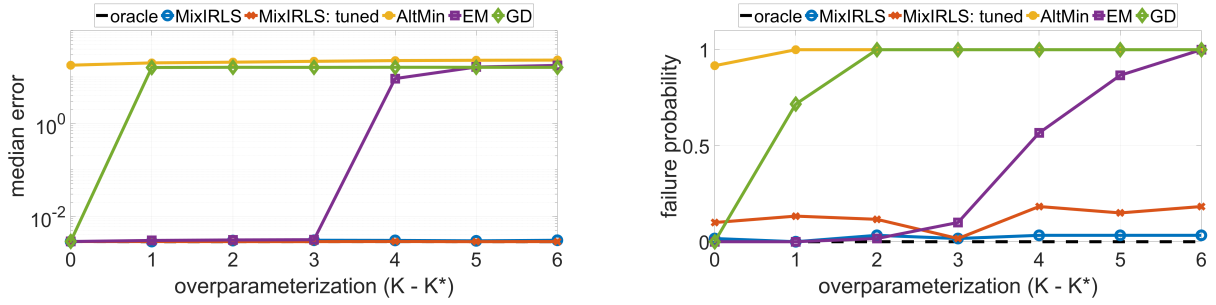 oracle MixIRLS MixIRLS: tuned AltMin EM GD
median error
10^0
10^-2
0 1 2 3 4 5 6
overparameterization (K - K*)
oracle MixIRLS MixIRLS: tuned AltMin EM GD
failure probability
1
0.5
0
0 1 2 3 4 5 6
overparameterization (K - K*)